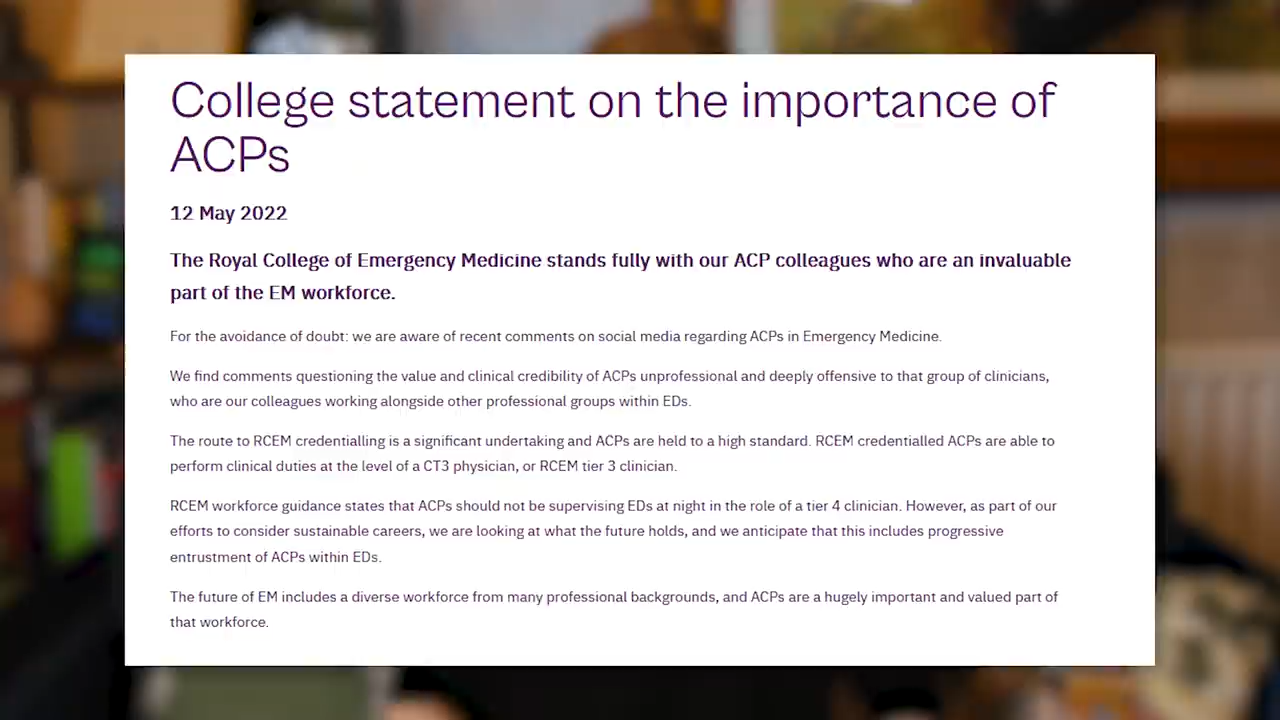 College statement on the importance of
ACPs
12 May 2022
The Royal College of Emergency Medicine stands fully with our ACP colleagues who are an invaluable
part of the EM workforce.
For the avoidance of doubt: we are aware of recent comments on social media regarding ACPs in Emergency Medicine.
We find comments questioning the value and clinical credibility of ACPs unprofessional and deeply offensive to that group of clinicians,
who are our colleagues working alongside other professional groups within EDs.
The route to RCEM credentialling is a significant undertaking and ACPs are held to a high standard. RCEM credentialled ACPs are able to
perform clinical duties at the level of a CT3 physician, or RCEM tier 3 clinician.
RCEM workforce guidance states that ACPs should not be supervising EDs at night in the role of a tier 4 clinician. However, as part of our
efforts to consider sustainable careers, we are looking at what the future holds, and we anticipate that this includes progressive
entrustment of ACPs within EDs.
The future of EM includes a diverse workforce from many professional backgrounds, and ACPs are a hugely important and valued part of
that workforce.